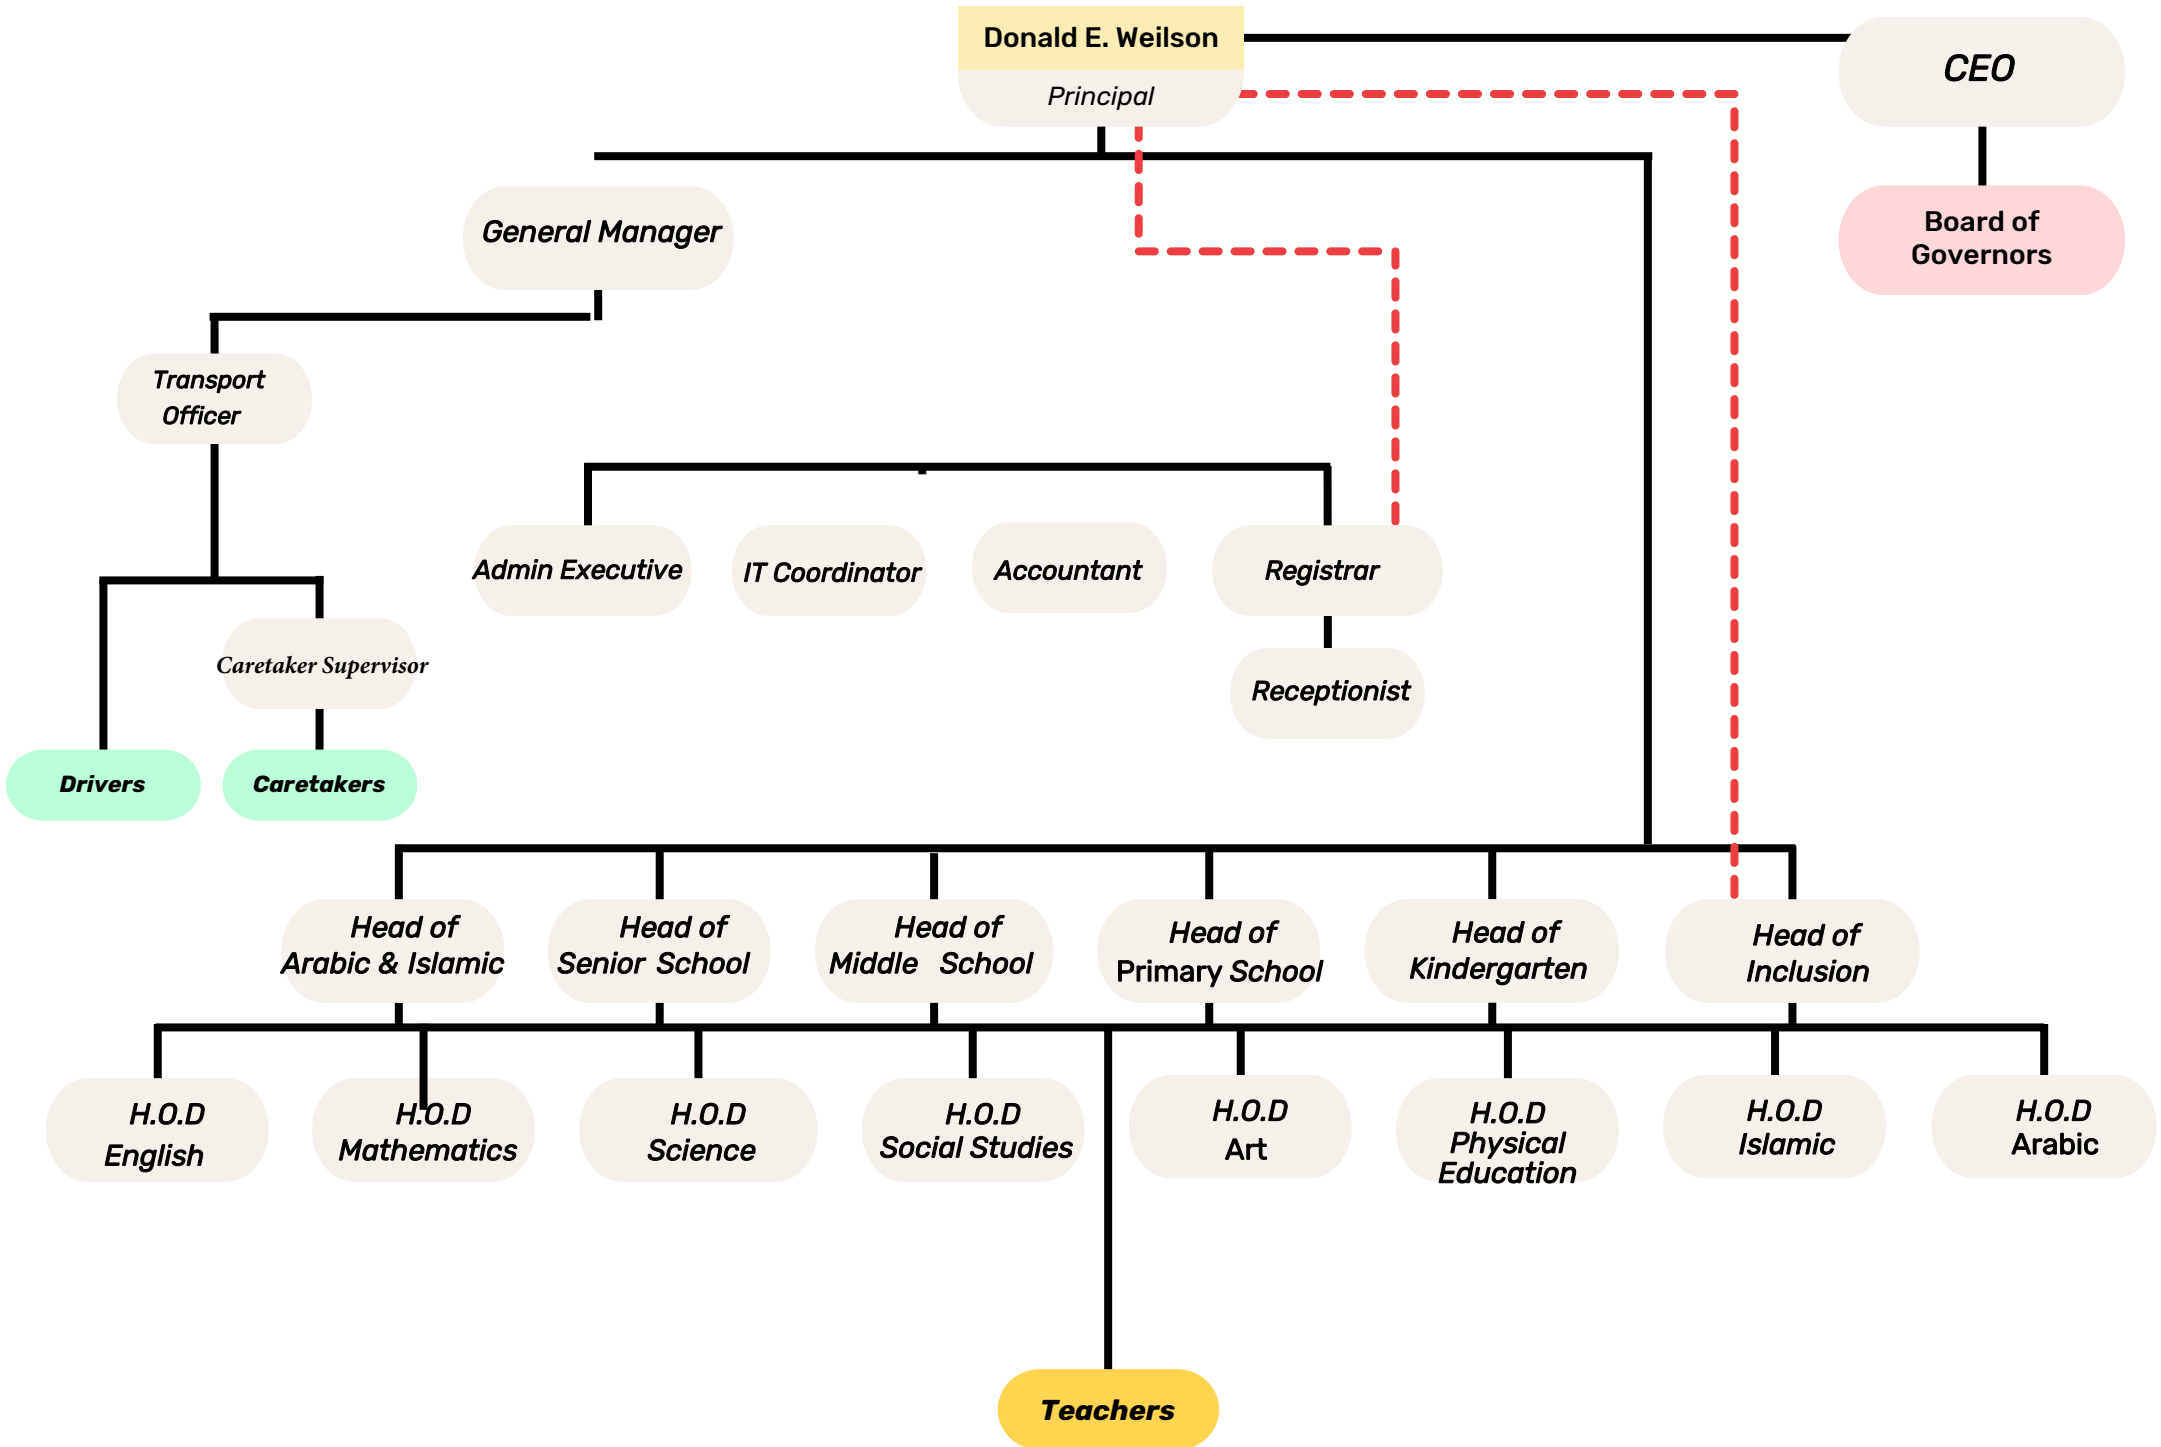 Donald E. Weilson
Principal
CEO
Board of
Governors
General Manager
Transport
Officer
Admin Executive
IT Coordinator
Accountant
Registrar
Receptionist
Caretaker Supervisor
Drivers
Caretakers
Head of
Arabic & Islamic
Head of
Senior School
Head of
Middle School
Head of
Primary School
Head of
Kindergarten
Head of
Inclusion
H.O.D
English
H.O.D
Mathematics
H.O.D
Science
H.O.D
Social Studies
H.O.D
Art
H.O.D
Physical
Education
H.O.D
Islamic
H.O.D
Arabic
Teachers